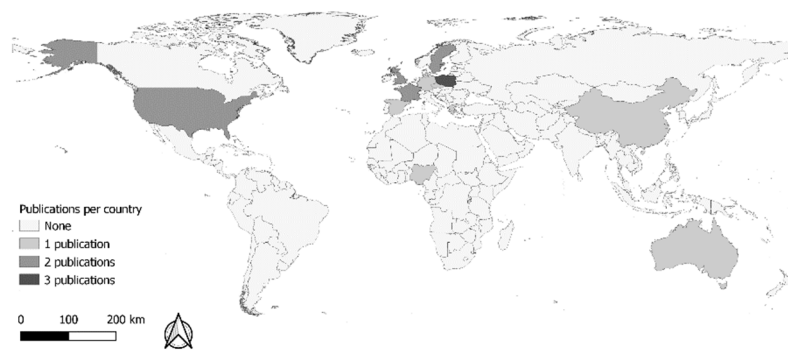 Publications per country
None
1 publication
2 publications
3 publications
0 100 200 km